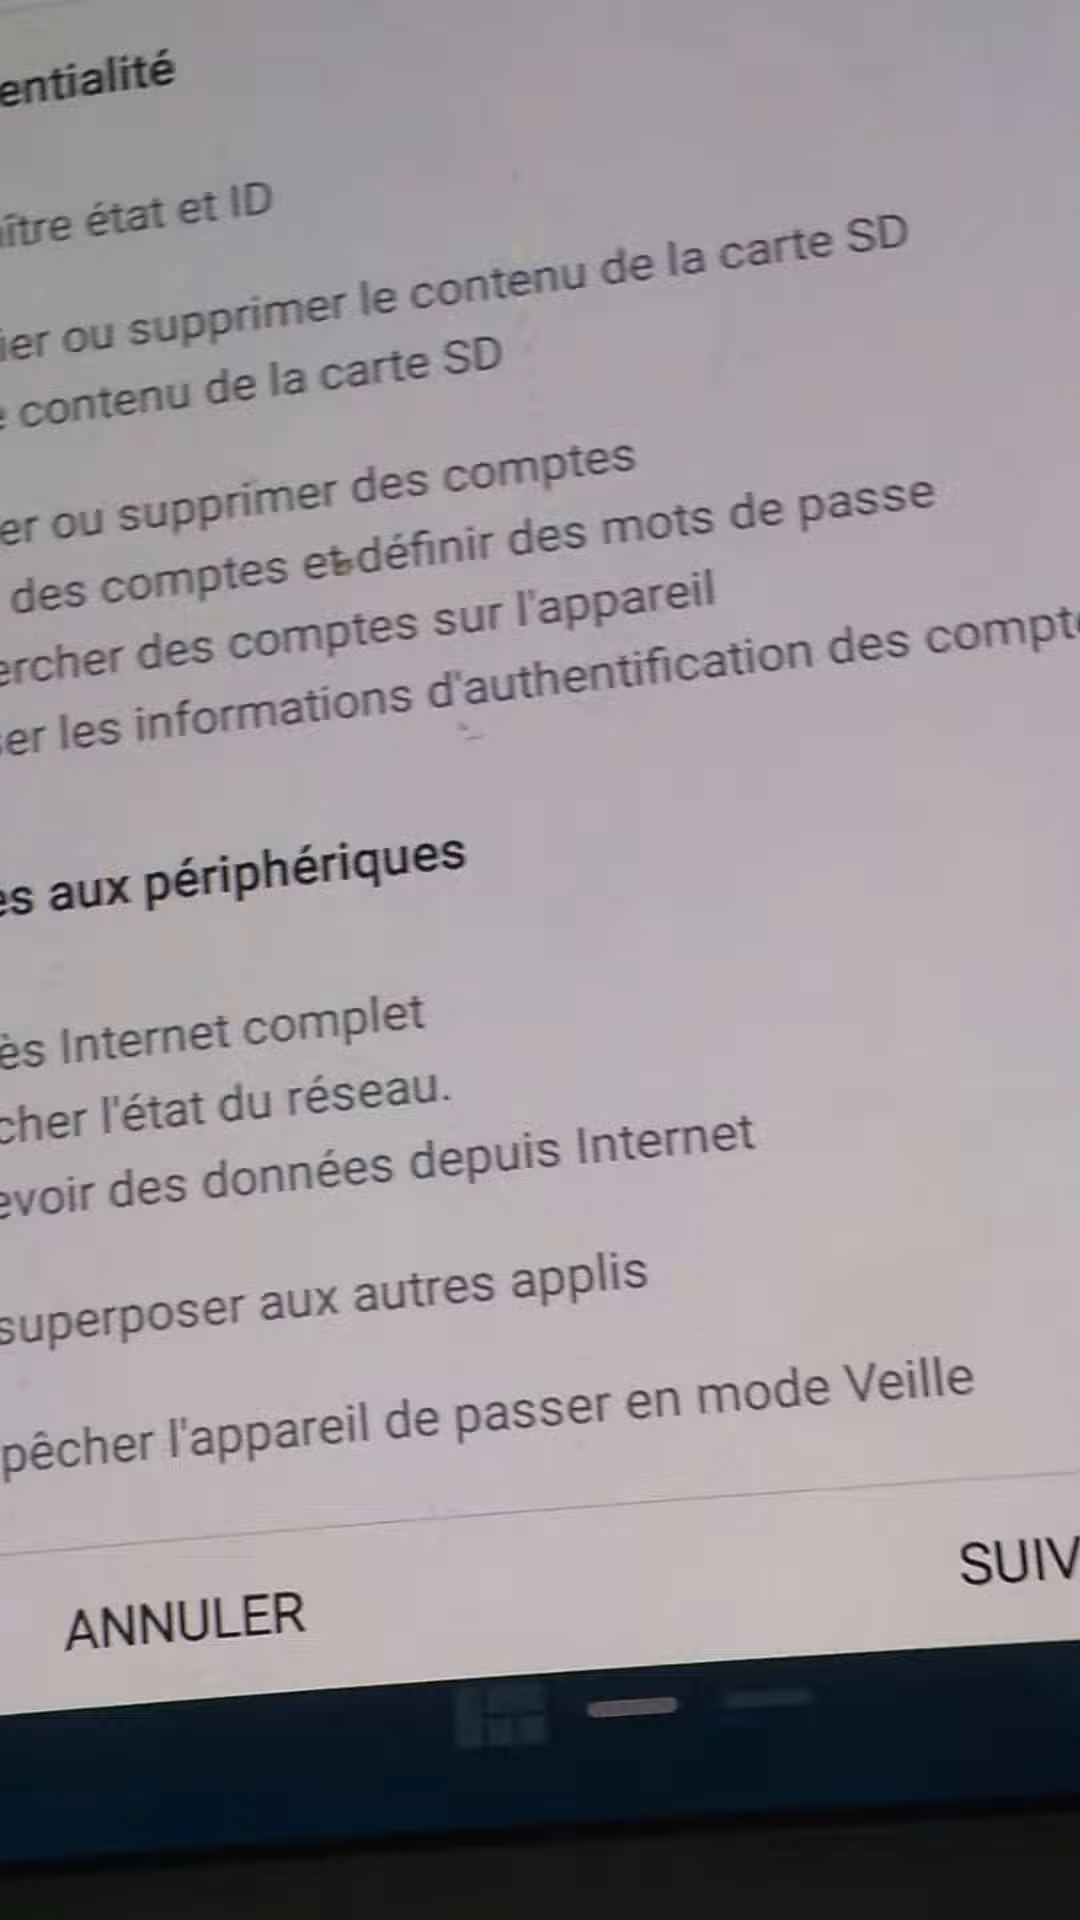 entialité
ître état et ID
ier ou supprimer le contenu de la carte SD
contenu de la carte SD
er ou supprimer des comptes
des comptes et définir des mots de passe
ercher des comptes sur l'appareil
ser les informations d'authentification des compte
es aux périphériques
ès Internet complet
cher l'état du réseau.
evoir des données depuis Internet
superposer aux autres applis
pêcher l'appareil de passer en mode Veille
ANNULER
SUIV